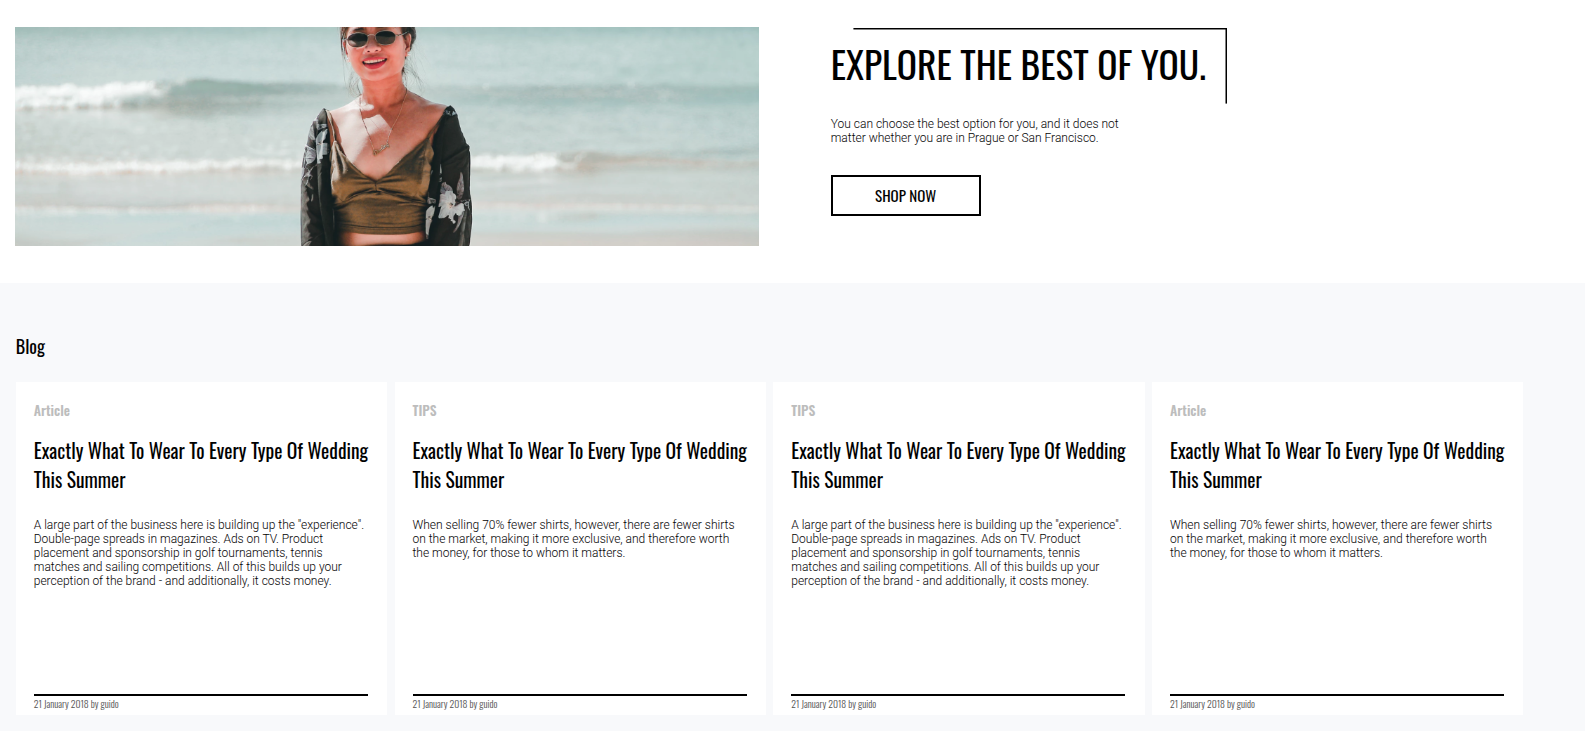 EXPLORE THE BEST OF YOU.
You can choose the best option for you, and it does not
matter whether you are in Prague or San Francisco.
SHOP NOW
Blog
Article
Exactly What To Wear To Every Type Of Wedding
This Summer
A large part of the business here is building up the "experience".
Double-page spreads in magazines. Ads on TV. Product
placement and sponsorship in golf tournaments, tennis
matches and sailing competitions. All of this builds up your
perception of the brand - and additionally, it costs money.
21 January 2018 by guido
TIPS
Exactly What To Wear To Every Type Of Wedding
This Summer
When selling 70% fewer shirts, however, there are fewer shirts
on the market, making it more exclusive, and therefore worth
the money, for those to whom it matters.
21 January 2018 by guido
TIPS
Exactly What To Wear To Every Type Of Wedding
This Summer
A large part of the business here is building up the "experience".
Double-page spreads in magazines. Ads on TV. Product
placement and sponsorship in golf tournaments, tennis
matches and sailing competitions. All of this builds up your
perception of the brand - and additionally, it costs money.
21 January 2018 by guido
Article
Exactly What To Wear To Every Type Of Wedding
This Summer
When selling 70% fewer shirts, however, there are fewer shirts
on the market, making it more exclusive, and therefore worth
the money, for those to whom it matters.
21 January 2018 by guido